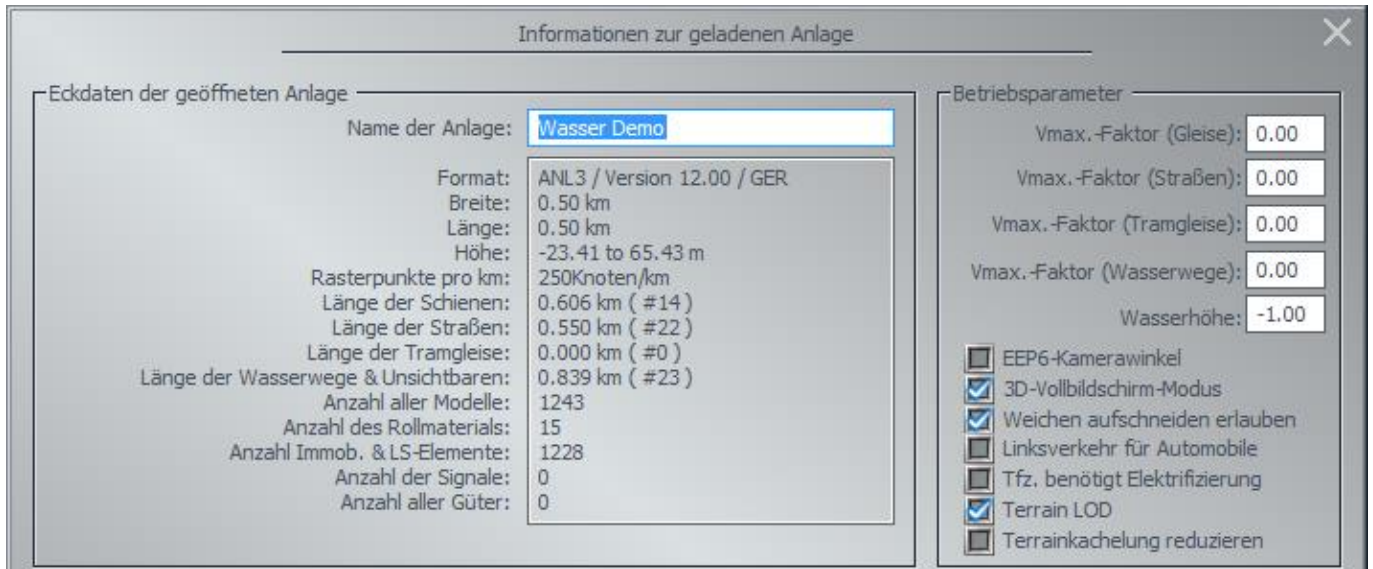 Informationen zur geladenen Anlage
Eckdaten der geöffneten Anlage
Name der Anlage: Wasser Demo
Format: ANL3 / Version 12.00 / GER
Breite: 0.50 km
Länge: 0.50 km
Höhe: -23.41 to 65.43 m
Rasterpunkte pro km: 250Knoten/km
Länge der Schienen: 0.606 km ( #14 )
Länge der Straßen: 0.550 km ( #22 )
Länge der Tramgleise: 0.000 km ( #0 )
Länge der Wasserwege & Unsichtbaren: 0.839 km ( #23 )
Anzahl aller Modelle: 1243
Anzahl des Rollmaterials: 15
Anzahl Immob. & LS-Elemente: 1228
Anzahl der Signale: 0
Anzahl aller Güter: 0
Betriebsparameter
Vmax.-Faktor (Gleise): 0.00
Vmax.-Faktor (Straßen): 0.00
Vmax.-Faktor (Tramgleise): 0.00
Vmax.-Faktor (Wasserwege): 0.00
Wasserhöhe: -1.00
EEP6-Kamerawinkel
3D-Vollbildschirm-Modus
Weichen aufschneiden erlauben
Linksverkehr für Automobile
Tfz. benötigt Elektrifizierung
Terrain LOD
Terrainkachelung reduzieren